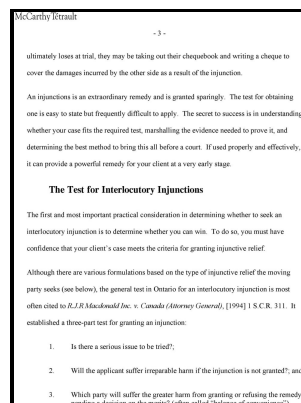 McCarthy Tétrault
- 3 -
ultimately loses at trial, they may be taking out their chequebook and writing a cheque to
cover the damages incurred by the other side as a result of the injunction.
An injunctions is an extraordinary remedy and is granted sparingly. The test for obtaining
one is easy to state but frequently difficult to apply. The secret to success is in understanding
whether your case fits the required test, marshalling the evidence needed to prove it, and
determining the best method to bring this all before a court. If used properly and effectively,
it can provide a powerful remedy for your client at a very early stage.
The Test for Interlocutory Injunctions
The first and most important practical consideration in determining whether to seek an
interlocutory injunction is to determine whether you can win. To do so, you must have
confidence that your client's case meets the criteria for granting injunctive relief.
Although there are various formulations based on the type of injunctive relief the moving
party seeks (see below), the general test in Ontario for an interlocutory injunction is most
often cited to R.J.R Macdonald Inc. v. Canada (Attorney General), [1994] 1 S.C.R. 311. It
established a three-part test for granting an injunction:
1. Is there a serious issue to be tried?;
2. Will the applicant suffer irreparable harm if the injunction is not granted?; and
3. Which party will suffer the greater harm from granting or refusing the remedy
pending a decision on the merits? (often called "balance of convenience")